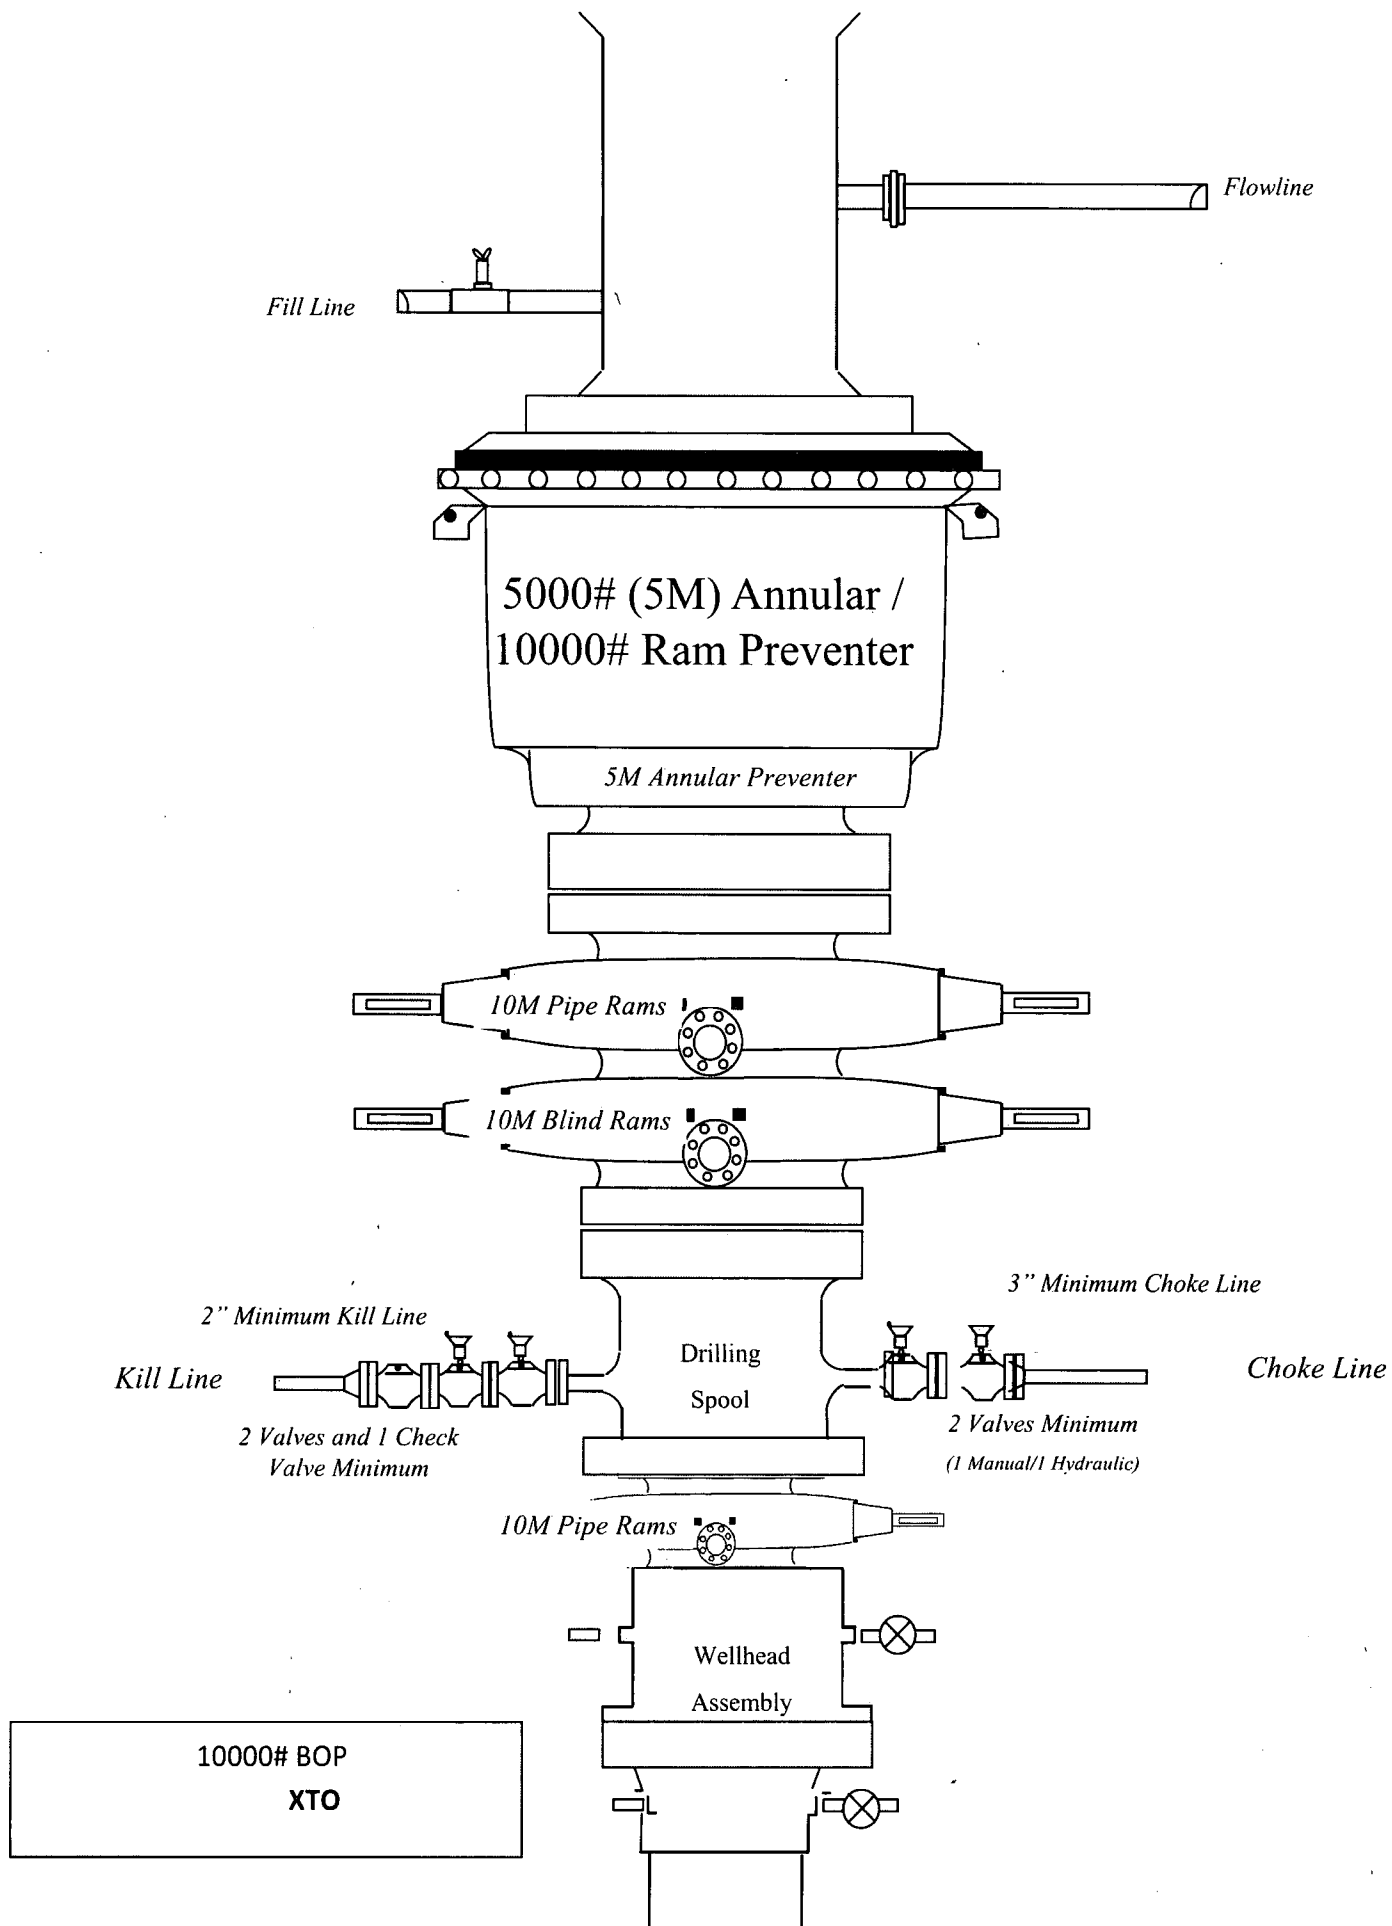 Flowline
Fill Line
5000# (5M) Annular /
10000# Ram Preventer
5M Annular Preventer
10M Pipe Rams
10M Blind Rams
2” Minimum Kill Line
3” Minimum Choke Line
Kill Line
Drilling
Spool
Choke Line
2 Valves and 1 Check
Valve Minimum
2 Valves Minimum
(1 Manual/1 Hydraulic)
10M Pipe Rams
Wellhead
Assembly
10000# BOP
XTO